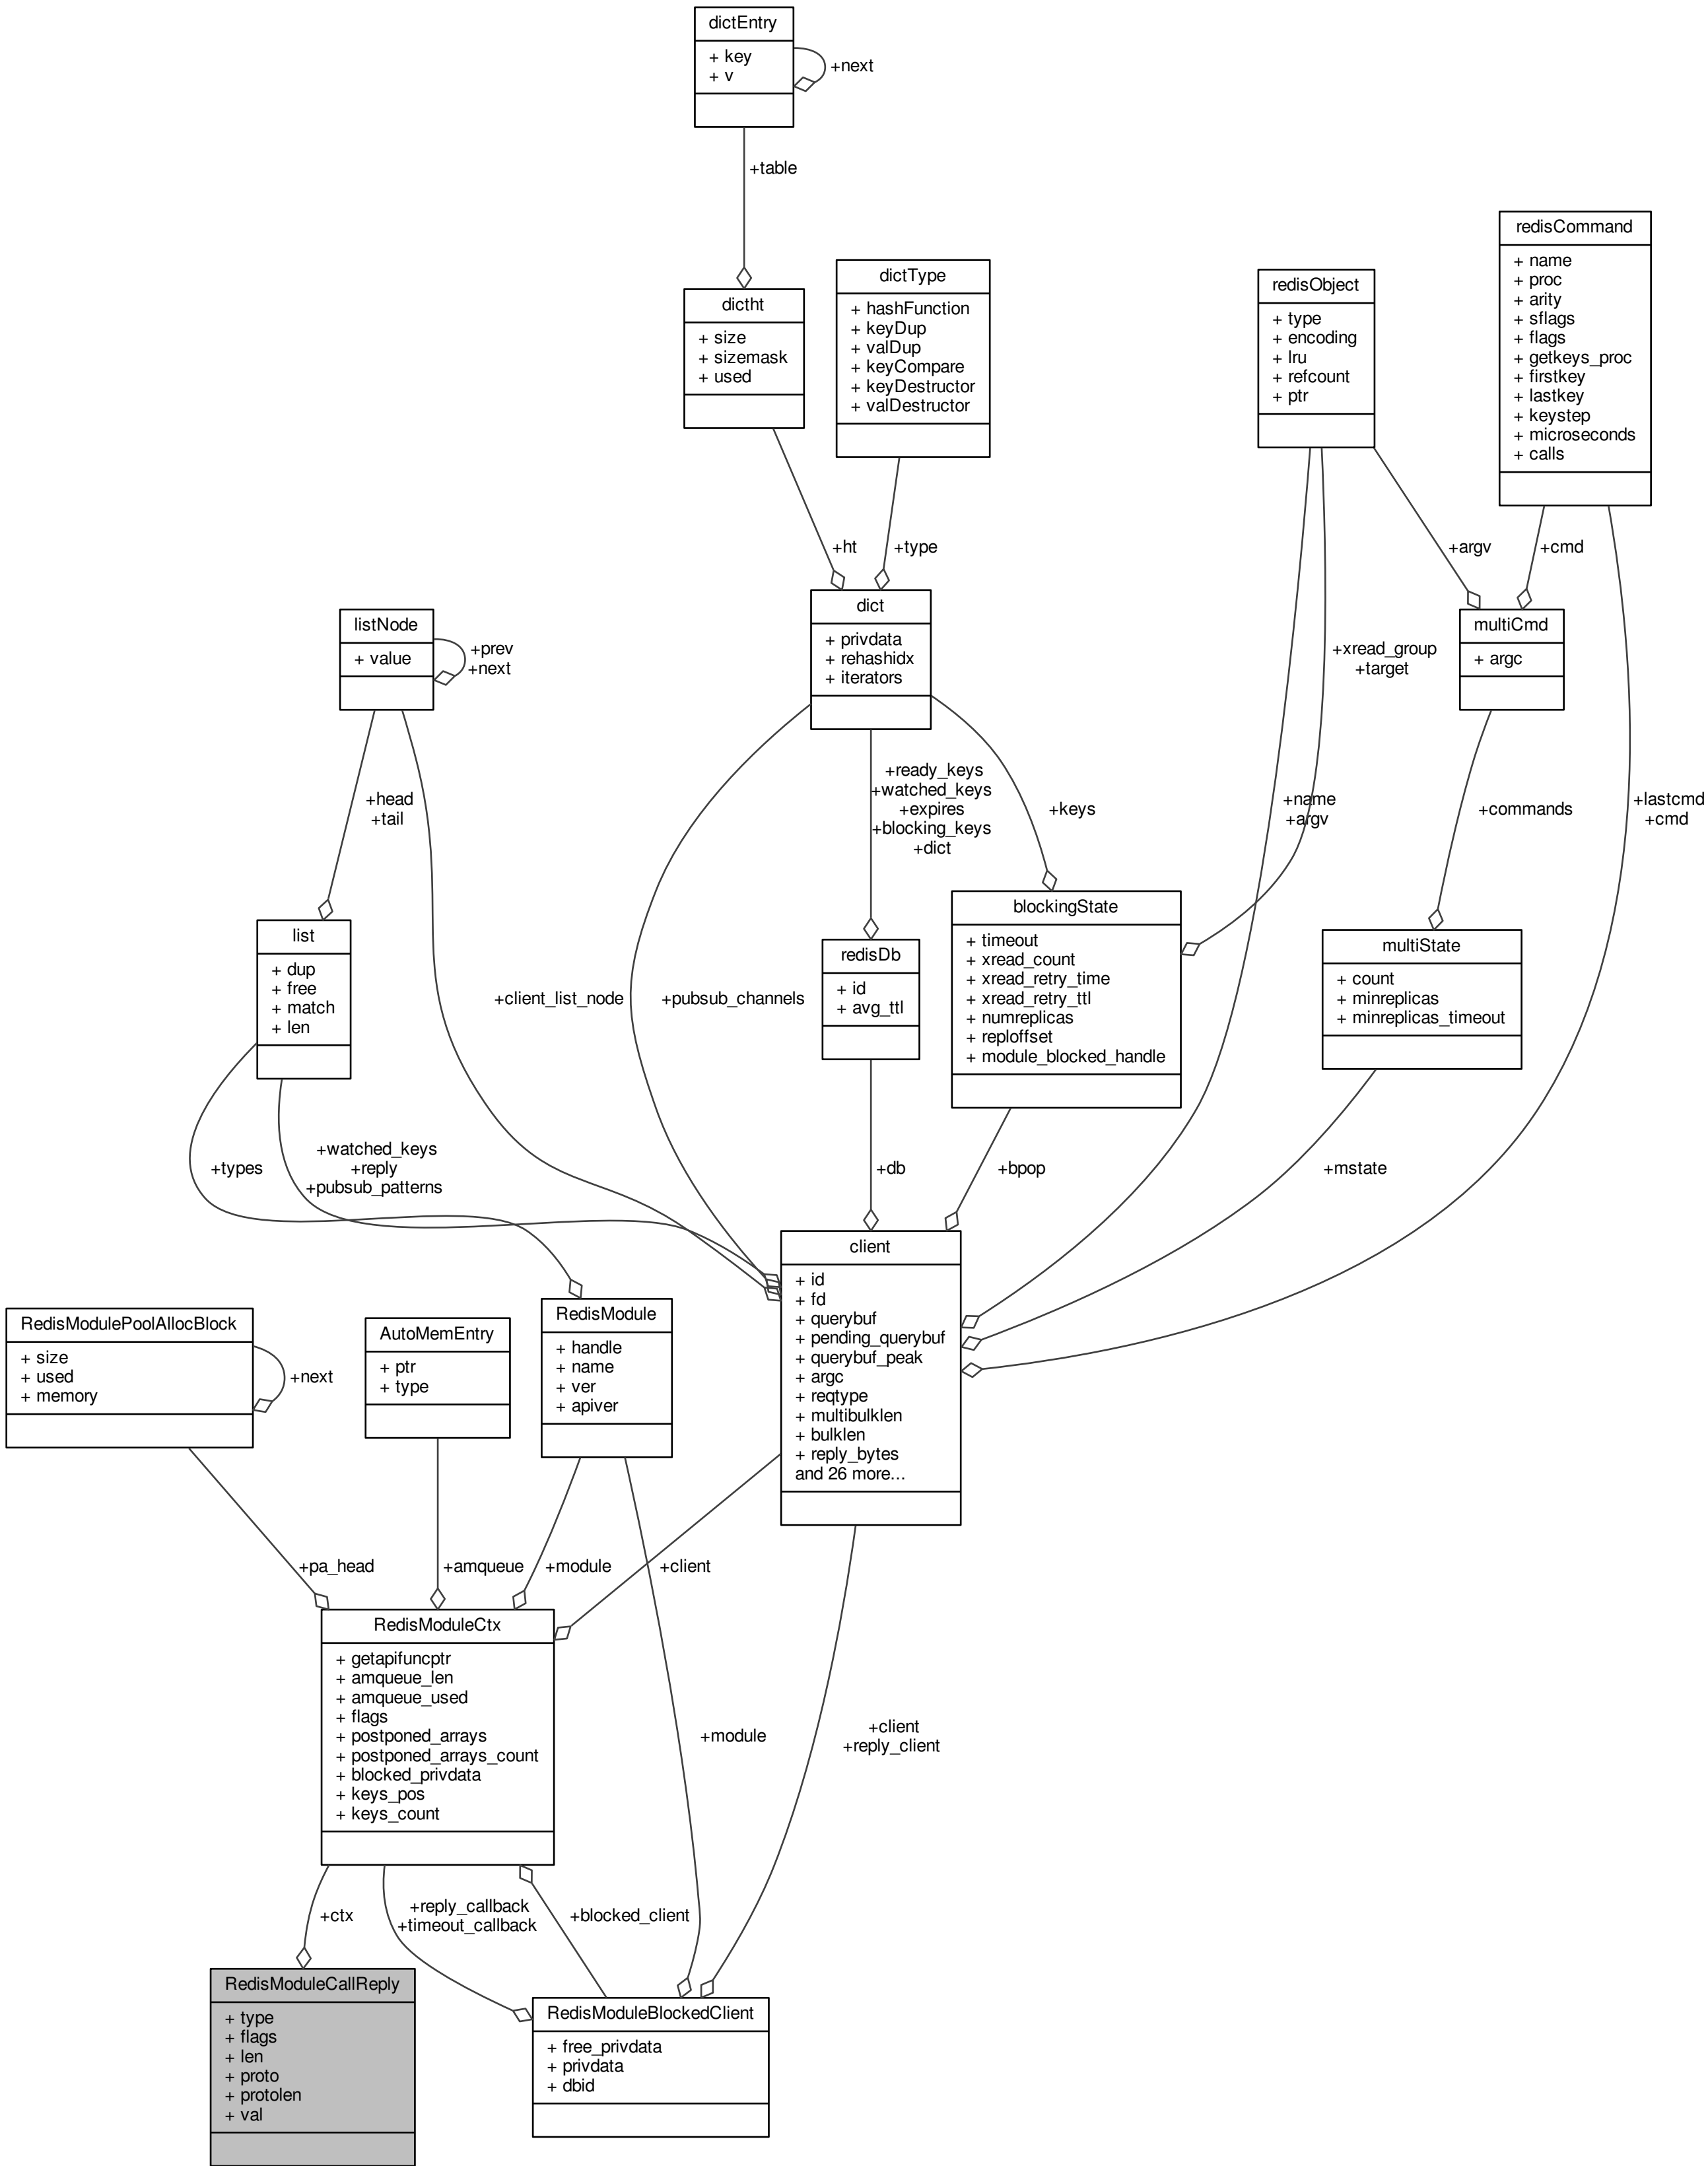 dictEntry
+ key
+ v
+next
+table
redisCommand
+ name
+ proc
+ arity
+ sflags
+ flags
+ getkeys_proc
+ firstkey
+ lastkey
+ keystep
+ microseconds
+ calls
dictType
+ hashFunction
+ keyDup
+ valDup
+ keyCompare
+ keyDestructor
+ valDestructor
redisObject
+ type
+ encoding
+ lru
+ refcount
+ ptr
dictht
+ size
+ sizemask
+ used
+ht
+type
+argv
+cmd
dict
+ privdata
+ rehashidx
+ iterators
listNode
+ value
+prev
+next
+xread_group
+target
multiCmd
+ argc
+head
+tail
+ready_keys
+watched_keys
+expires
+blocking_keys
+dict
+keys
+name
+argv
+commands
+lastcmd
+cmd
list
+ dup
+ free
+ match
+ len
+client_list_node
+pubsub_channels
redisDb
+ id
+ avg_ttl
blockingState
+ timeout
+ xread_count
+ xread_retry_time
+ xread_retry_ttl
+ numreplicas
+ reploffset
+ module_blocked_handle
multiState
+ count
+ minreplicas
+ minreplicas_timeout
+types
+watched_keys
+reply
+pubsub_patterns
+db
+bpop
+mstate
client
+ id
+ fd
+ querybuf
+ pending_querybuf
+ querybuf_peak
+ argc
+ reqtype
+ multibulklen
+ bulklen
+ reply_bytes
and 26 more...
RedisModulePoolAllocBlock
+ size
+ used
+ memory
+next
AutoMemEntry
+ ptr
+ type
RedisModule
+ handle
+ name
+ ver
+ apiver
+pa_head
+amqueue
+module
+client
RedisModuleCtx
+ getapifuncptr
+ amqueue_len
+ amqueue_used
+ flags
+ postponed_arrays
+ postponed_arrays_count
+ blocked_privdata
+ keys_pos
+ keys_count
+module
+client
+reply_client
+ctx
+reply_callback
+timeout_callback
+blocked_client
RedisModuleCallReply
+ type
+ flags
+ len
+ proto
+ protolen
+ val
RedisModuleBlockedClient
+ free_privdata
+ privdata
+ dbid